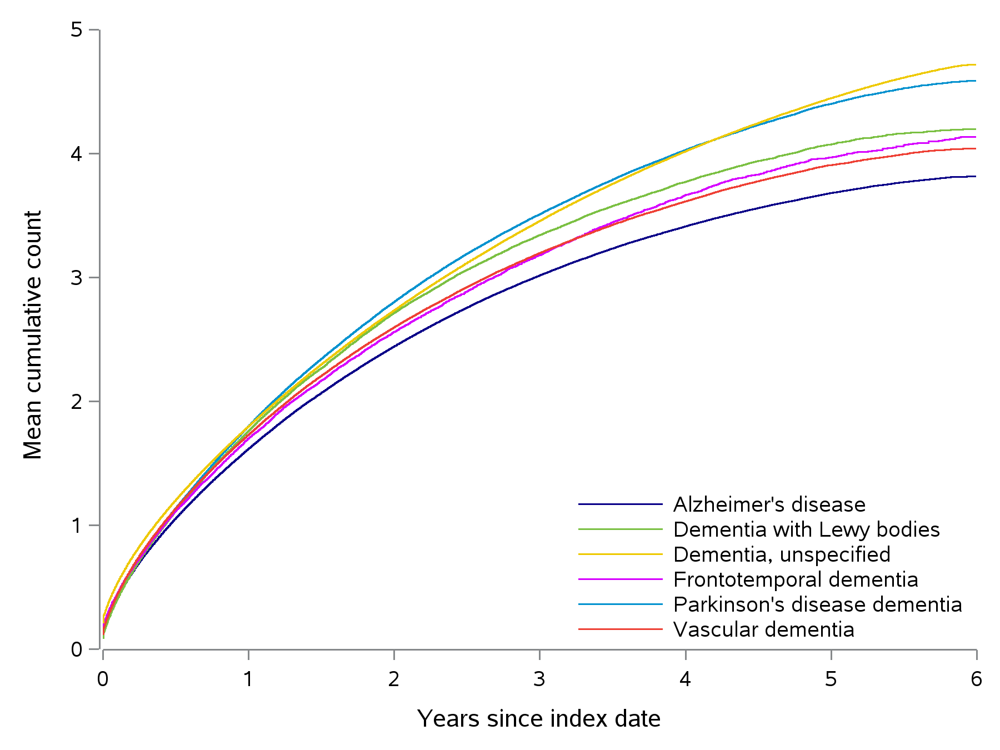 5
4
3
2
1
0
Mean cumulative count
Alzheimer's disease
Dementia with Lewy bodies
Dementia, unspecified
Frontotemporal dementia
Parkinson's disease dementia
Vascular dementia
0 1 2 3 4 5 6
Years since index date